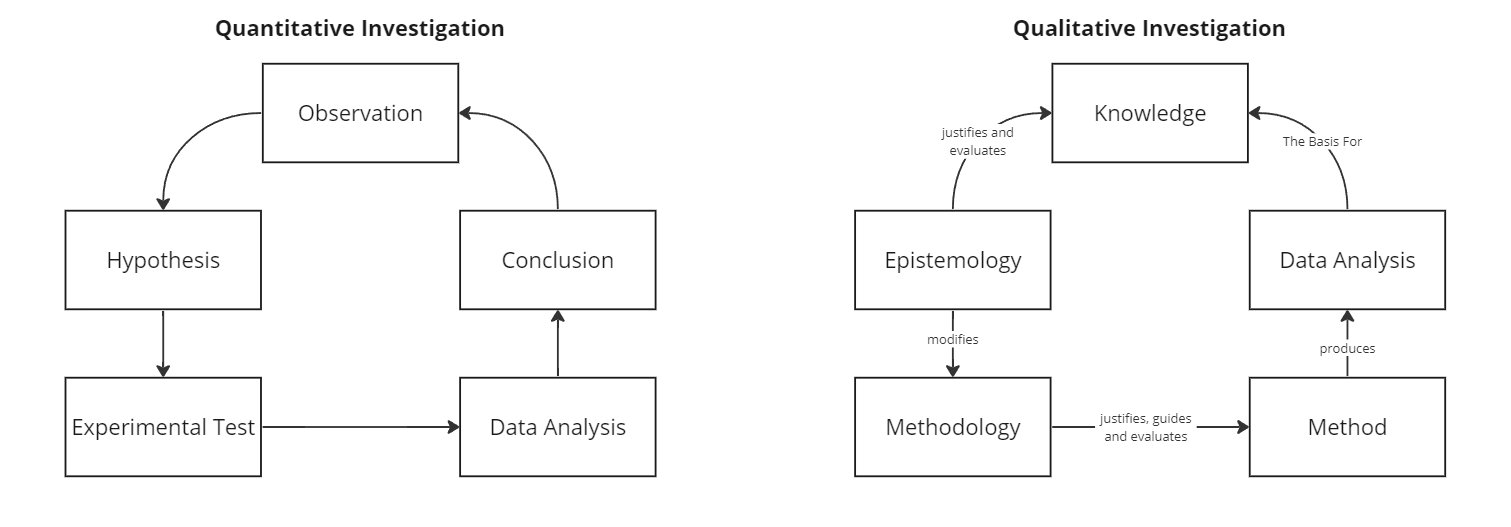 Quantitative Investigation
Observation
Hypothesis
Conclusion
Experimental Test
Data Analysis
Qualitative Investigation
Knowledge
justifies and
evaluates
The Basis For
Epistemology
Data Analysis
modifies
produces
Methodology
justifies, guides
and evaluates
Method